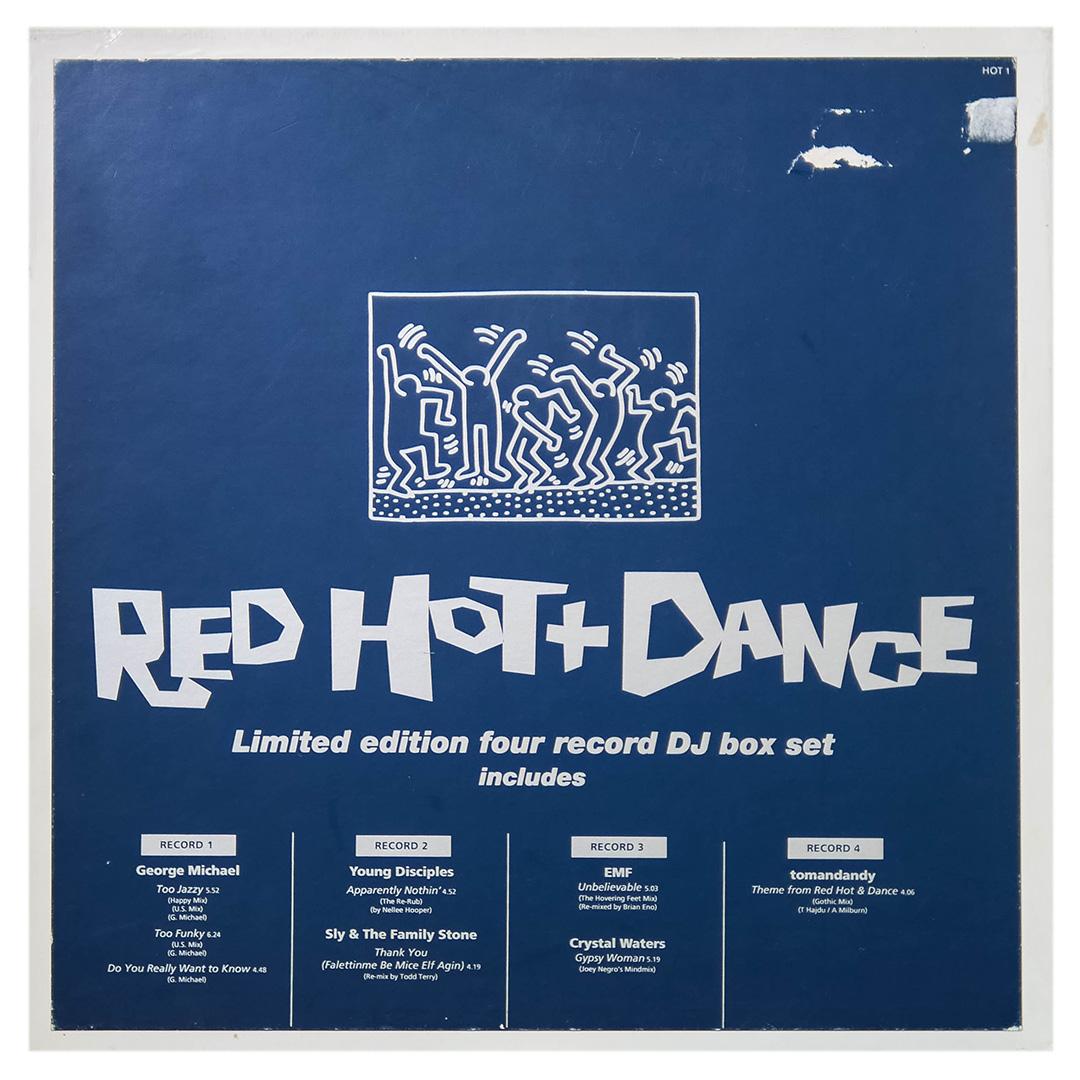 HOT 1
RED HOT + DANCE
Limited edition four record DJ box set
includes
RECORD 1
George Michael
Too Jazzy 5.52
(Happy Mix)
(U.S. Mix)
(G. Michael)
Too Funky 6.24
(U.S. Mix)
(G. Michael)
Do You Really Want to Know 4.48
(G. Michael)
RECORD 2
Young Disciples
Apparently Nothin' 4.52
(The Re-Rub)
(by Nellee Hooper)
Sly & The Family Stone
Thank You
(Falettinme Be Mice Elf Agin) 4.19
(Re-mix by Todd Terry)
RECORD 3
EMF
Unbelievable 5.03
(The Hovering Feet Mix)
(Re-mixed by Brian Eno)
Crystal Waters
Gypsy Woman 5.19
(Joey Negro's Mindmix)
RECORD 4
tomandandy
Theme from Red Hot & Dance 4.06
(Gothic Mix)
(T Hajdu / A Milburn)